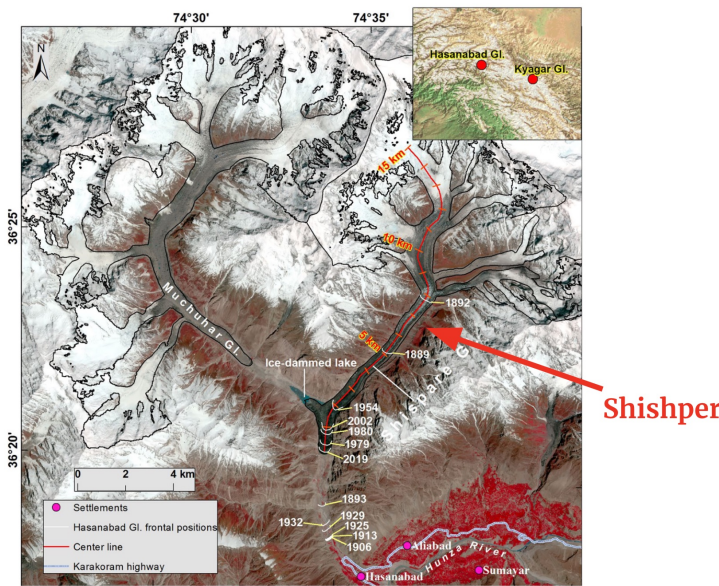 74°30' 74°35'
N
Hasanabad Gl.
Kyagar Gl.
15 km
36°25'
10 km
Muchuhar Gl.
1892
5 km
1889
Ice-dammed lake
Shispare Gl.
Shishper
1954
2002
1980
1979
2019
36°20'
0 2 4 km
Settlements
Hasanabad Gl. frontal positions
Center line
Karakoram highway
1893
1929
1932
1925
1913
1906
Aliabad
Hunza River
Sumayar
Hasanabad